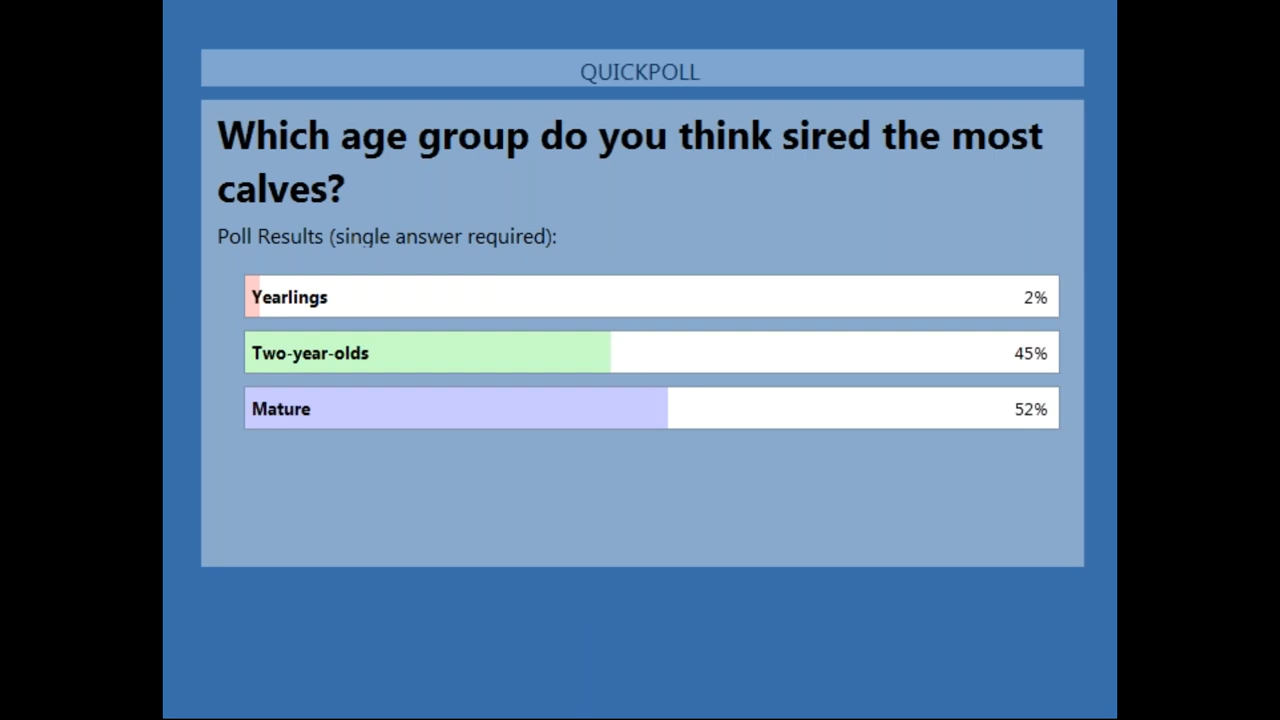 QUICKPOLL
Which age group do you think sired the most
calves?
Poll Results (single answer required):
Yearlings 2%
Two-year-olds 45%
Mature 52%